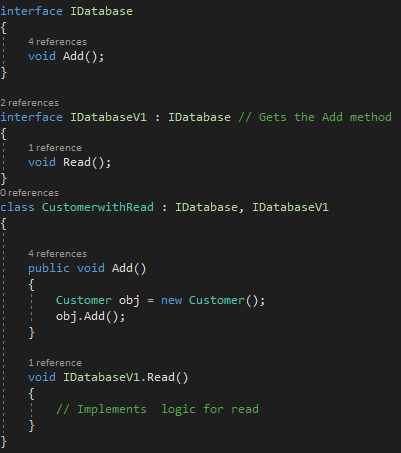 interface IDatabase
{
4 references
void Add();
}
2 references
interface IDatabaseV1 : IDatabase // Gets the Add method
{
1 reference
void Read();
}
0 references
class CustomerwithRead : IDatabase, IDatabaseV1
{
4 references
public void Add()
{
Customer obj = new Customer();
obj.Add();
}
1 reference
void IDatabaseV1.Read()
{
// Implements  logic for read
}
}